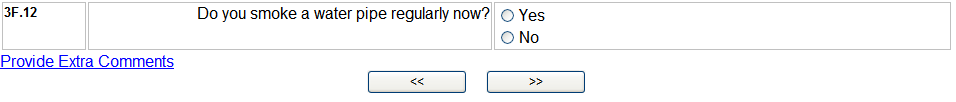 3F.12 Do you smoke a water pipe regularly now? Yes
No
Provide Extra Comments
<< >>